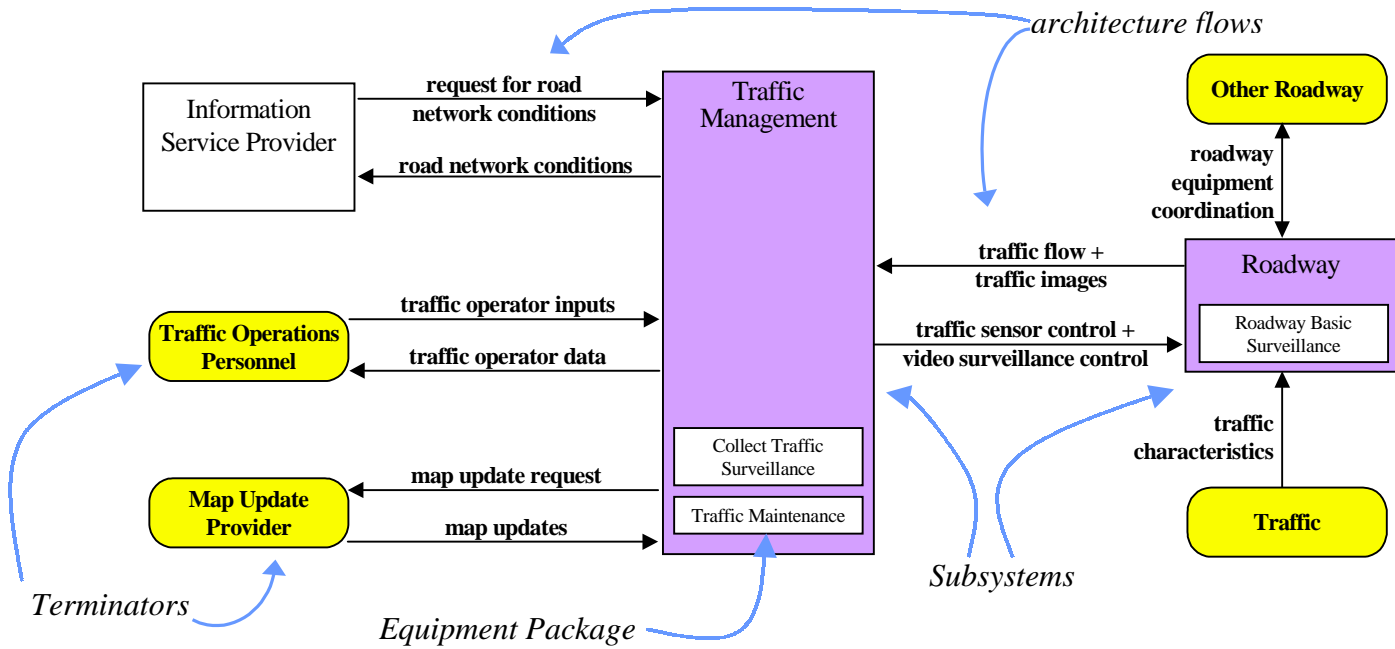 architecture flows
Information
Service Provider
request for road
network conditions
road network conditions
Traffic
Management
Other Roadway
roadway
equipment
coordination
traffic flow +
traffic images
Roadway
Roadway Basic
Surveillance
traffic sensor control +
video surveillance control
Traffic Operations
Personnel
traffic operator inputs
traffic operator data
traffic
characteristics
Collect Traffic
Surveillance
Traffic Maintenance
Map Update
Provider
map update request
map updates
Traffic
Subsystems
Terminators
Equipment Package